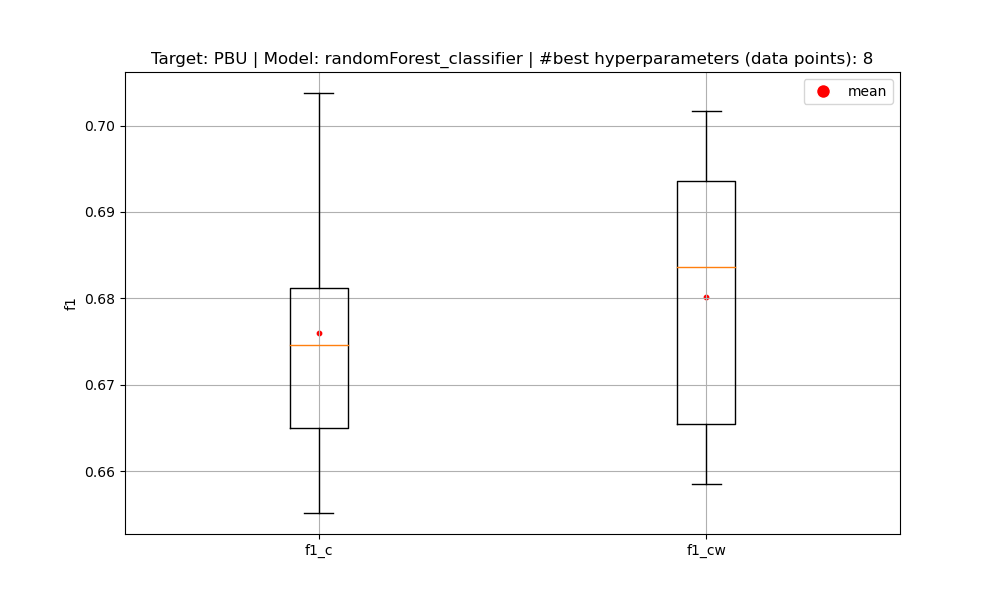 Target: PBU | Model: randomForest_classifier | #best hyperparameters (data points): 8
mean
0.70
0.69
0.68
0.67
0.66
f1
f1_c
f1_cw